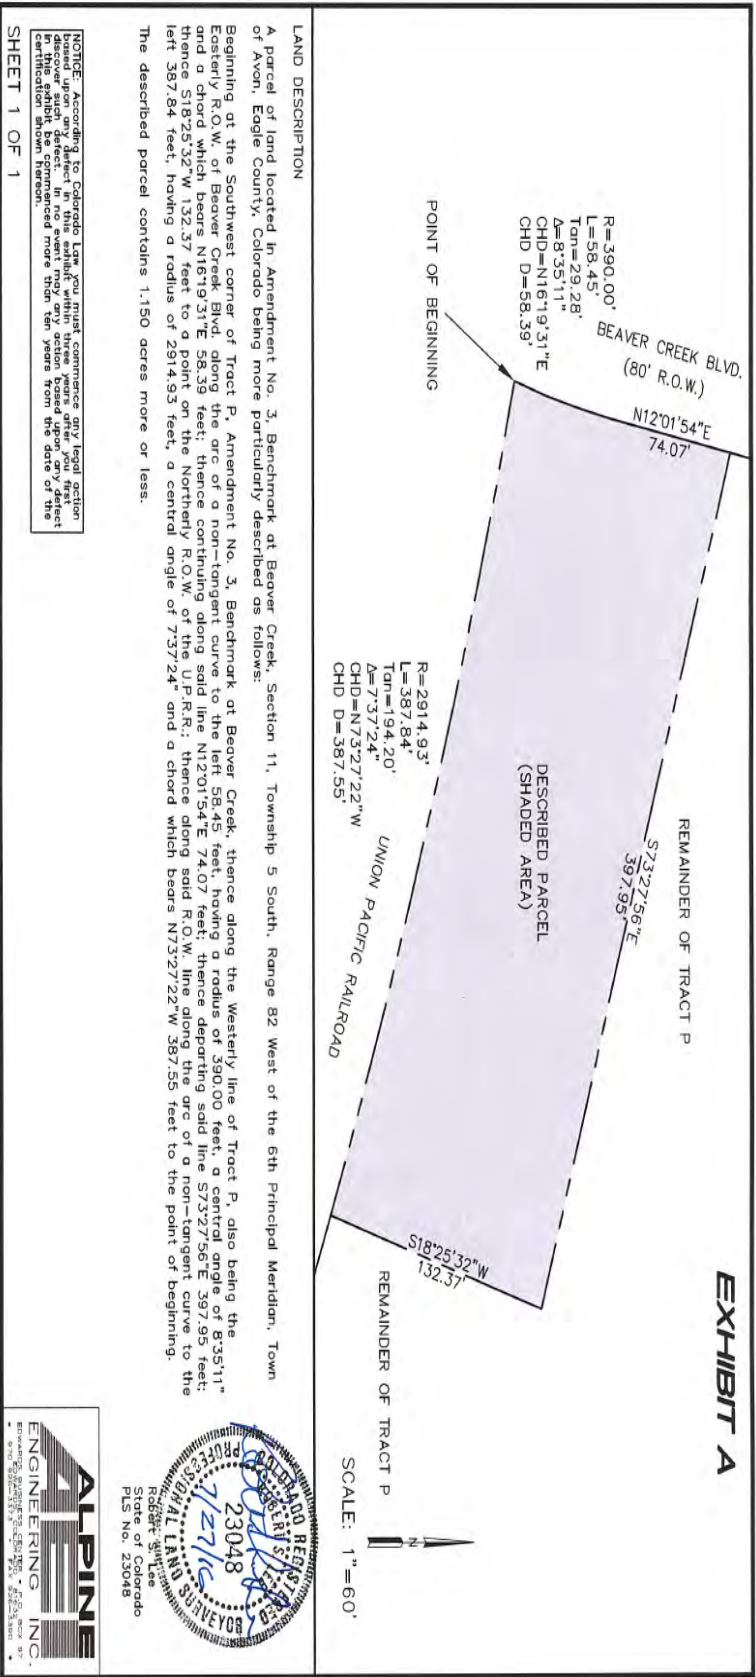 EXHIBIT A
SCALE: 1"=60'
N
BEAVER CREEK BLVD.
(80' R.O.W.)
N12°01'54"E
74.07'
R=390.00'
L=58.45'
Tan=29.28'
Δ=8°35'11"
CHD=N16°19'31"E
CHD D=58.39'
POINT OF BEGINNING
REMAINDER OF TRACT P
S73°27'56"E
397.95'
DESCRIBED PARCEL
(SHADED AREA)
R=2914.93'
L=387.84'
Tan=194.20'
Δ=7°37'24"
CHD=N73°27'22"W
CHD D=387.55'
UNION PACIFIC RAILROAD
S18°25'32"W
132.37'
REMAINDER OF TRACT P
LAND DESCRIPTION
A parcel of land located in Amendment No. 3, Benchmark at Beaver Creek, Section 11, Township 5 South, Range 82 West of the 6th Principal Meridian, Town
of Avon, Eagle County, Colorado being more particularly described as follows:
Beginning at the Southwest corner of Tract P, Amendment No. 3, Benchmark at Beaver Creek, thence along the Westerly line of Tract P, also being the
Easterly R.O.W. of Beaver Creek Blvd. along the arc of a non-tangent curve to the left 58.45 feet, having a radius of 390.00 feet, a central angle of 8°35'11"
and a chord which bears N16°19'31"E 58.39 feet; thence continuing along said line N12°01'54"E 74.07 feet; thence departing said line S73°27'56"E 397.95 feet;
thence S18°25'32"W 132.37 feet to a point on the Northerly R.O.W. of the U.P.R.R.; thence along said R.O.W. line along the arc of a non-tangent curve to the
left 387.84 feet, having a radius of 2914.93 feet, a central angle of 7°37'24" and a chord which bears N73°27'22"W 387.55 feet to the point of beginning.
The described parcel contains 1.150 acres more or less.
COLORADO REGISTERED
ROBERT S. LEE
23048
7/27/16
PROFESSIONAL LAND SURVEYOR
Robert S. Lee
State of Colorado
PLS No. 23048
NOTICE: According to Colorado Law you must commence any legal action
based upon any defect in this exhibit within three years after you first
discover such defect. In no event may any action based upon any defect
in this exhibit be commenced more than ten years from the date of the
certification shown hereon.
SHEET 1 OF 1
ALPINE
AEI
ENGINEERING INC.
EDWARDS BUSINESS CENTER • P.O. BOX 97